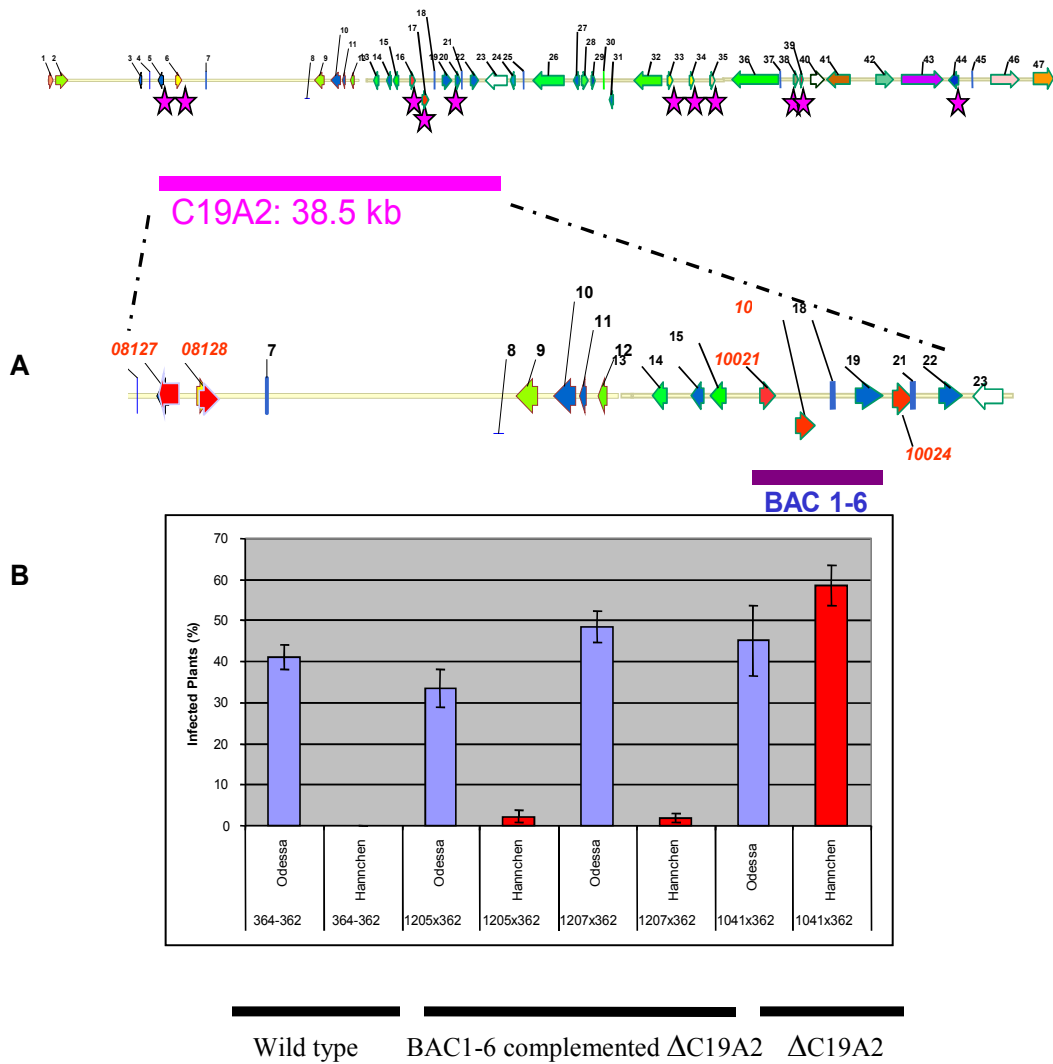 1 2 3 4 5 6 7 8 9 10 11 12 13 14 15 16 17 18 19 20 21 22 23 24 25 26 27 28 29 30 31 32 33 34 35 36 37 38 39 40 41 42 43 44 45 46 47
C19A2: 38.5 kb
A
08127 08128 7 8 9 10 11 12 13 14 15 10021 10 18 19 21 22 23
10024
BAC 1-6
B
Infected Plants (%)
70
60
50
40
30
20
10
0
Odessa Hannchen Odessa Hannchen Odessa Hannchen Odessa Hannchen
364-362 364-362 1205x362 1205x362 1207x362 1207x362 1041x362 1041x362
Wild type BAC1-6 complemented ΔC19A2 ΔC19A2